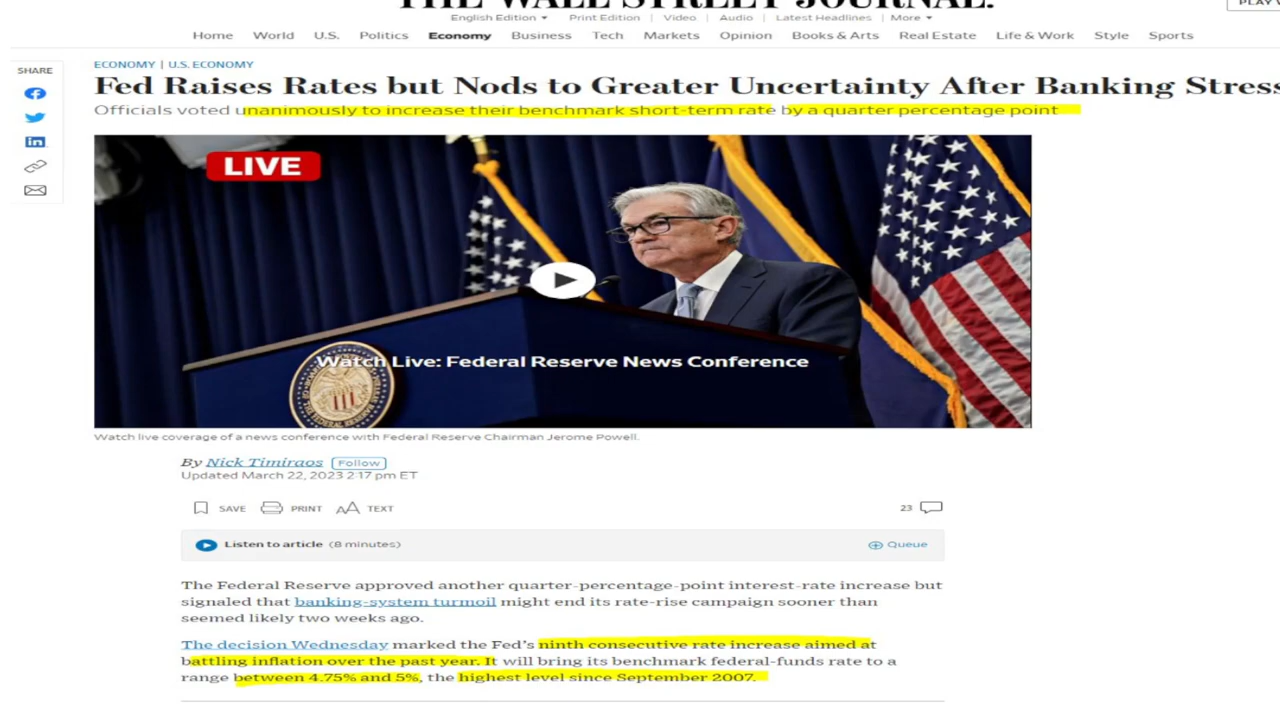 THE WALL STREET JOURNAL.
English Edition Print Edition Video Audio Latest Headlines More
Home World U.S. Politics Economy Business Tech Markets Opinion Books & Arts Real Estate Life & Work Style Sports
SHARE
ECONOMY | U.S. ECONOMY
Fed Raises Rates but Nods to Greater Uncertainty After Banking Stress
Officials voted unanimously to increase their benchmark short-term rate by a quarter percentage point
LIVE
Watch Live: Federal Reserve News Conference
Watch live coverage of a news conference with Federal Reserve Chairman Jerome Powell.
By Nick Timiraos Follow
Updated March 22, 2023 2:17 pm ET
SAVE PRINT AA TEXT
23
Listen to article (8 minutes)
Queue
The Federal Reserve approved another quarter-percentage-point interest-rate increase but
signaled that banking-system turmoil might end its rate-rise campaign sooner than
seemed likely two weeks ago.
The decision Wednesday marked the Fed's ninth consecutive rate increase aimed at
battling inflation over the past year. It will bring its benchmark federal-funds rate to a
range between 4.75% and 5%, the highest level since September 2007.